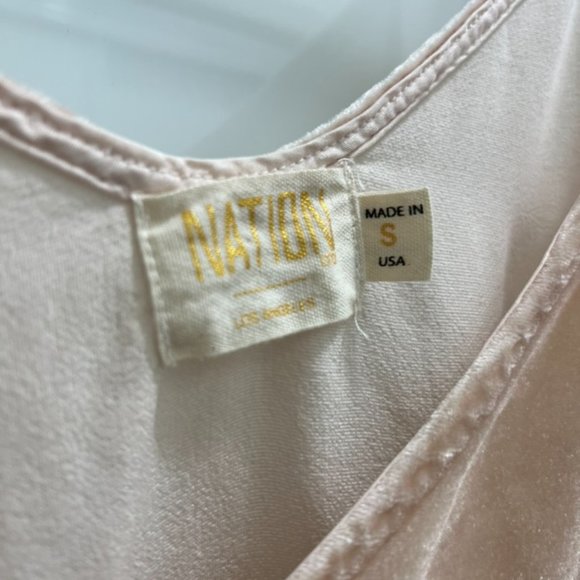 NATION
LOS ANGELES
MADE IN
S
USA